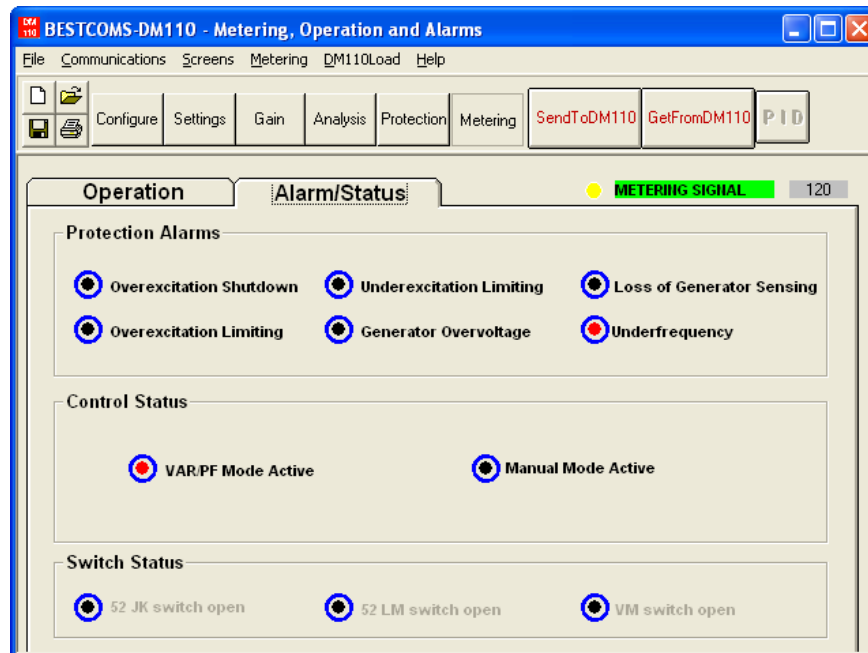 DM 110 BESTCOMS-DM110 - Metering, Operation and Alarms
File Communications Screens Metering DM110Load Help
Configure Settings Gain Analysis Protection Metering SendToDM110 GetFromDM110 PID
Operation Alarm/Status METERING SIGNAL 120
Protection Alarms
Overexcitation Shutdown Underexcitation Limiting Loss of Generator Sensing
Overexcitation Limiting Generator Overvoltage Underfrequency
Control Status
VAR/PF Mode Active Manual Mode Active
Switch Status
52 JK switch open 52 LM switch open VM switch open